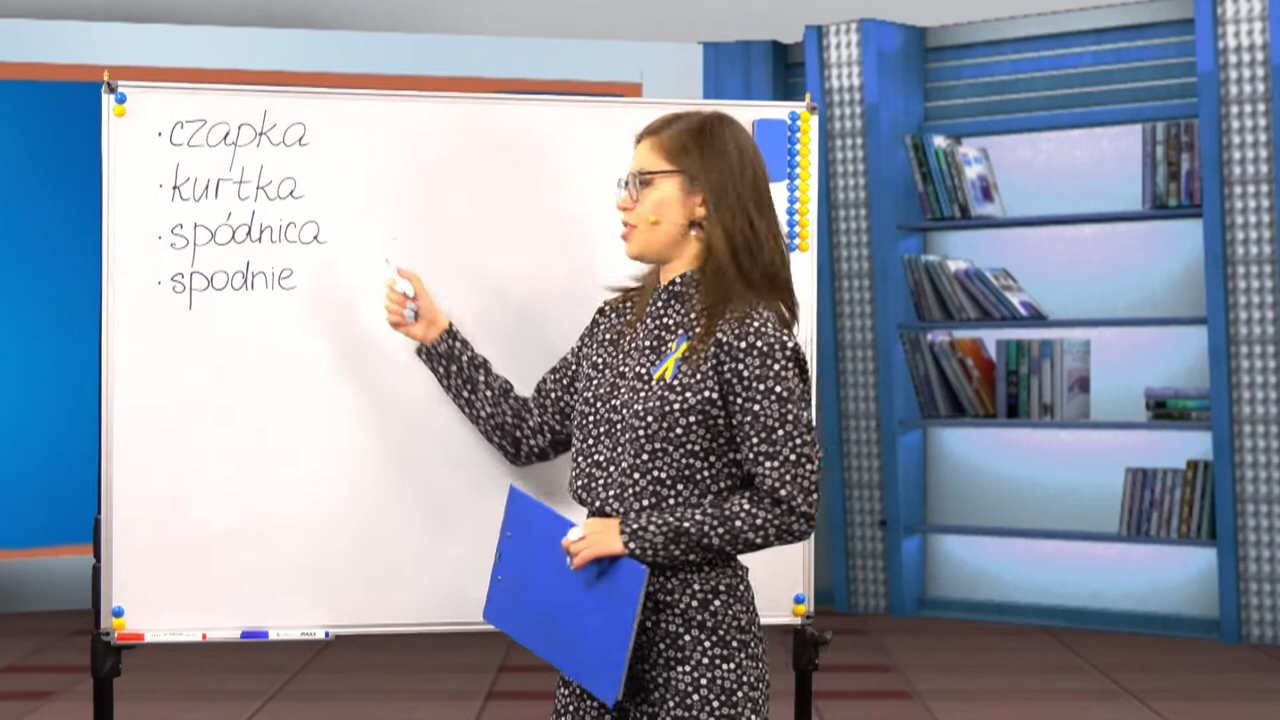 · czapka
· kurtka
· spódnica
· spodnie